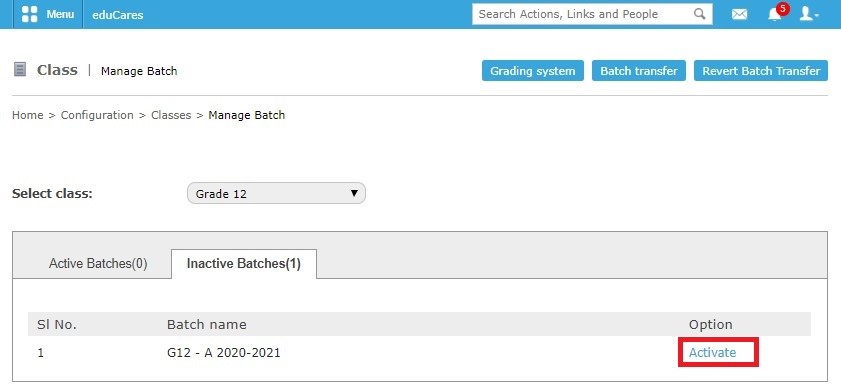 Menu eduCares Search Actions, Links and People 5
Class | Manage Batch Grading system Batch transfer Revert Batch Transfer
Home > Configuration > Classes > Manage Batch
Select class: Grade 12
Active Batches(0) Inactive Batches(1)
Sl No. Batch name Option
1 G12 - A 2020-2021 Activate